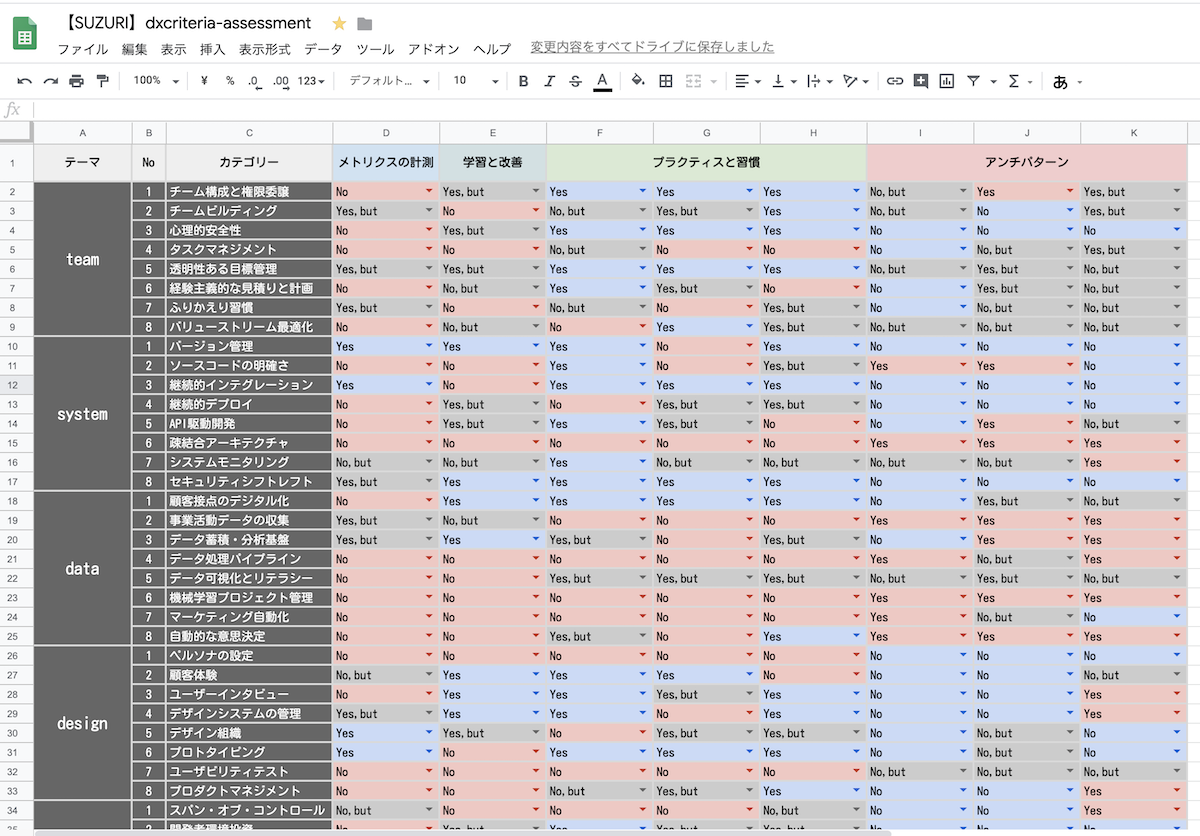 【SUZURI】 dxcriteria-assessment
ファイル 編集 表示 挿入 表示形式 データ ツール アドオン ヘルプ 変更内容をすべてドライブに保存しました
100% ¥ % .0 .00 123 デフォルト... 10 B I S A Σ あ
fx
A B C D E F G H I J K
1 テーマ No カテゴリー メトリクスの計測 学習と改善 プラクティスと習慣 アンチパターン
2 1 チーム構成と権限委譲 No Yes, but Yes Yes Yes No, but Yes Yes, but
3 2 チームビルディング Yes, but No No, but Yes, but Yes No, but No Yes, but
4 3 心理的安全性 No Yes, but Yes Yes Yes No No No
5 4 タスクマネジメント No No No, but No No No No, but Yes, but
team
6 5 透明性ある目標管理 Yes, but Yes, but Yes Yes Yes No, but Yes, but No, but
7 6 経験主義的な見積りと計画 No No, but Yes Yes, but No No Yes, but No, but
8 7 ふりかえり習慣 Yes, but No No, but No Yes, but No No, but No, but
9 8 バリューストリーム最適化 No No, but No Yes Yes, but No, but No, but No, but
10 1 バージョン管理 Yes Yes Yes No Yes No No No
11 2 ソースコードの明確さ No No Yes No Yes, but Yes Yes No
12 3 継続的インテグレーション Yes No Yes Yes Yes No No No
13 4 継続的デプロイ No Yes, but No Yes, but Yes, but No No No
system
14 5 API駆動開発 No Yes, but Yes Yes, but No No Yes No, but
15 6 疎結合アーキテクチャ No No No No No Yes Yes Yes
16 7 システムモニタリング No, but No, but Yes No, but No, but No, but No, but Yes
17 8 セキュリティシフトレフト Yes, but Yes Yes Yes Yes No No No
18 1 顧客接点のデジタル化 No Yes Yes Yes Yes No Yes, but No, but
19 2 事業活動データの収集 Yes, but No, but No No No Yes Yes Yes
20 3 データ蓄積・分析基盤 Yes, but Yes Yes, but No Yes, but No Yes Yes
21 4 データ処理パイプライン No No No No No Yes No, but Yes
data
22 5 データ可視化とリテラシー No No Yes, but Yes, but Yes, but No, but Yes, but No, but
23 6 機械学習プロジェクト管理 No No No No No Yes Yes Yes
24 7 マーケティング自動化 No No No No No Yes No, but No
25 8 自動的な意思決定 No No Yes, but No Yes Yes Yes Yes
26 1 ペルソナの設定 No No No No No No No No
27 2 顧客体験 No, but Yes Yes Yes No No No No, but
28 3 ユーザーインタビュー No Yes Yes Yes, but Yes No No Yes
29 4 デザインシステムの管理 Yes, but Yes Yes No Yes No No Yes
design
30 5 デザイン組織 Yes Yes, but No Yes, but Yes, but No No, but No
31 6 プロトタイピング Yes No Yes Yes Yes No No, but No
32 7 ユーザビリティテスト No No No No No No, but No, but No, but
33 8 プロダクトマネジメント No No No, but Yes, but Yes No No Yes
34 1 スパン・オブ・コントロール No, but No No No No, but No No Yes